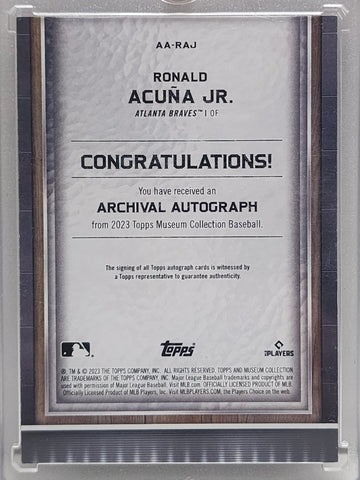 AA-RAJ
RONALD
ACUÑA JR.
ATLANTA BRAVES™ | OF
CONGRATULATIONS!
You have received an
ARCHIVAL AUTOGRAPH
from 2023 Topps Museum Collection Baseball.
The signing of all Topps autograph cards is witnessed by
a Topps representative to guarantee authenticity.
Topps
PLAYERS
®, TM & © 2023 THE TOPPS COMPANY, INC. ALL RIGHTS RESERVED. TOPPS AND MUSEUM COLLECTION
ARE TRADEMARKS OF THE TOPPS COMPANY, INC. Major League Baseball trademarks and copyrights are
used with permission of Major League Baseball. Visit MLB.com. OFFICIALLY LICENSED PRODUCT OF MLB
Officially Licensed Product of MLB Players, Inc. Visit MLBPLAYERS.COM, the Players Choice on the web.